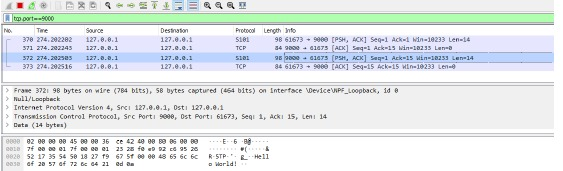 tcp.port==9000
No. Time Source Destination Protocol Length Info
370 274.202202 127.0.0.1 127.0.0.1 S101 98 61673 → 9000 [PSH, ACK] Seq=1 Ack=1 Win=10233 Len=14
371 274.202243 127.0.0.1 127.0.0.1 TCP 84 9000 → 61673 [ACK] Seq=1 Ack=15 Win=10233 Len=0
372 274.202503 127.0.0.1 127.0.0.1 S101 98 9000 → 61673 [PSH, ACK] Seq=1 Ack=15 Win=10233 Len=14
373 274.202516 127.0.0.1 127.0.0.1 TCP 84 61673 → 9000 [ACK] Seq=15 Ack=15 Win=10233 Len=0
> Frame 372: 98 bytes on wire (784 bits), 58 bytes captured (464 bits) on interface \Device\NPF_Loopback, id 0
> Null/Loopback
> Internet Protocol Version 4, Src: 127.0.0.1, Dst: 127.0.0.1
> Transmission Control Protocol, Src Port: 9000, Dst Port: 61673, Seq: 1, Ack: 15, Len: 14
> Data (14 bytes)
0000 02 00 00 00 45 00 00 36 ce 42 40 00 80 06 00 00 ····E··6 ·B@·····
0010 7f 00 00 01 7f 00 00 01 23 28 f0 e9 92 c6 95 26 ········ #(·····&
0020 52 17 35 54 50 18 27 f9 67 5f 00 00 48 65 6c 6c R·5TP·'· g_··Hell
0030 6f 20 57 6f 72 6c 64 21 0d 0a o World! ··